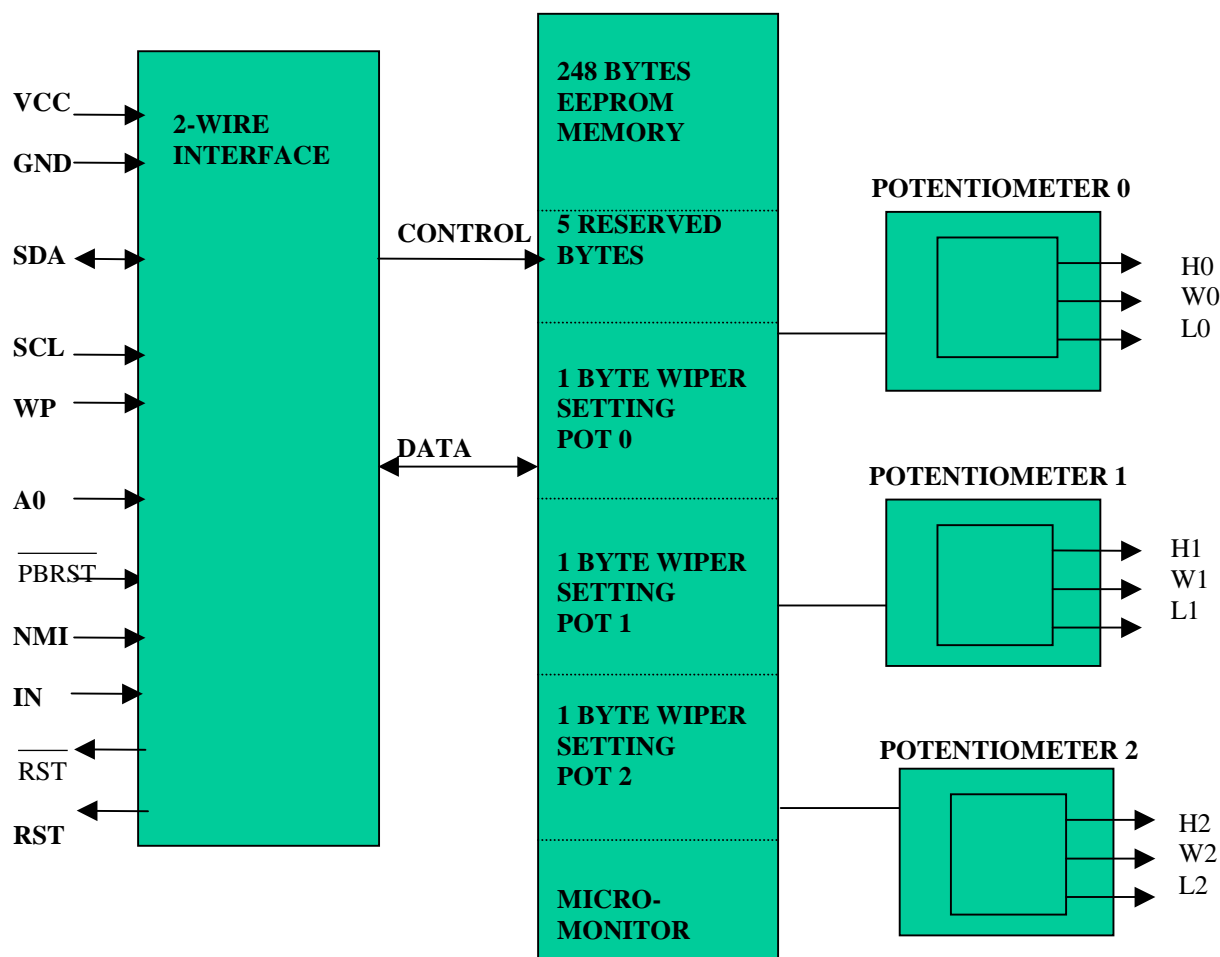 VCC
GND
SDA
SCL
WP
A0
PBRST
NMI
IN
RST
RST
2-WIRE
INTERFACE
CONTROL
DATA
248 BYTES
EEPROM
MEMORY
5 RESERVED
BYTES
1 BYTE WIPER
SETTING
POT 0
1 BYTE WIPER
SETTING
POT 1
1 BYTE WIPER
SETTING
POT 2
MICRO-
MONITOR
POTENTIOMETER 0
H0
W0
L0
POTENTIOMETER 1
H1
W1
L1
POTENTIOMETER 2
H2
W2
L2